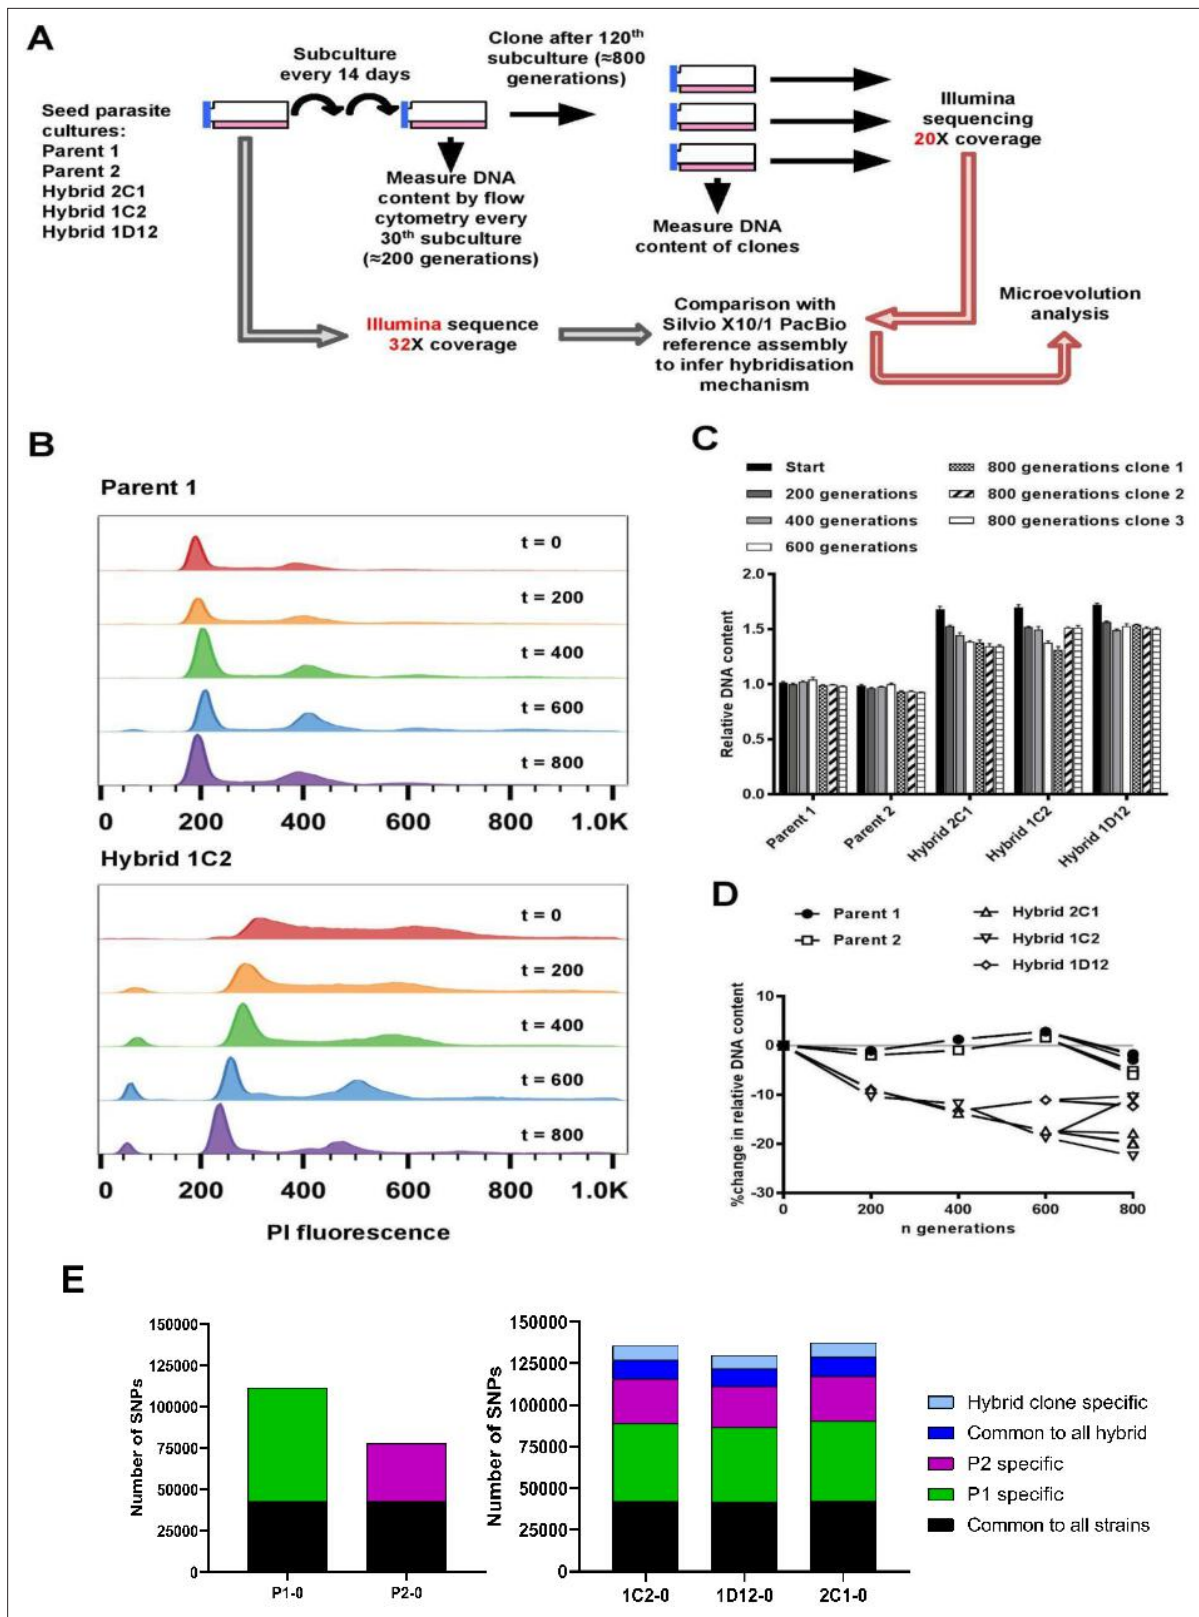 A
Seed parasite
cultures:
Parent 1
Parent 2
Hybrid 2C1
Hybrid 1C2
Hybrid 1D12
Subculture
every 14 days
Clone after 120th
subculture (≈800
generations)
Measure DNA
content by flow
cytometry every
30th subculture
(≈200 generations)
Measure DNA
content of clones
Illumina
sequencing
20X coverage
Illumina sequence
32X coverage
Comparison with
Silvio X10/1 PacBio
reference assembly
to infer hybridisation
mechanism
Microevolution
analysis
B
Parent 1
t = 0
t = 200
t = 400
t = 600
t = 800
0 200 400 600 800 1.0K
Hybrid 1C2
t = 0
t = 200
t = 400
t = 600
t = 800
0 200 400 600 800 1.0K
PI fluorescence
C
Start
200 generations
400 generations
600 generations
800 generations clone 1
800 generations clone 2
800 generations clone 3
Relative DNA content
2.0
1.5
1.0
0.5
0.0
Parent 1
Parent 2
Hybrid 2C1
Hybrid 1C2
Hybrid 1D12
D
Parent 1
Parent 2
Hybrid 2C1
Hybrid 1C2
Hybrid 1D12
%change in relative DNA content
10
0
-10
-20
-30
0 200 400 600 800
n generations
E
Number of SNPs
150000
125000
100000
75000
50000
25000
0
P1-0 P2-0
Number of SNPs
150000
125000
100000
75000
50000
25000
0
1C2-0 1D12-0 2C1-0
Hybrid clone specific
Common to all hybrid
P2 specific
P1 specific
Common to all strains